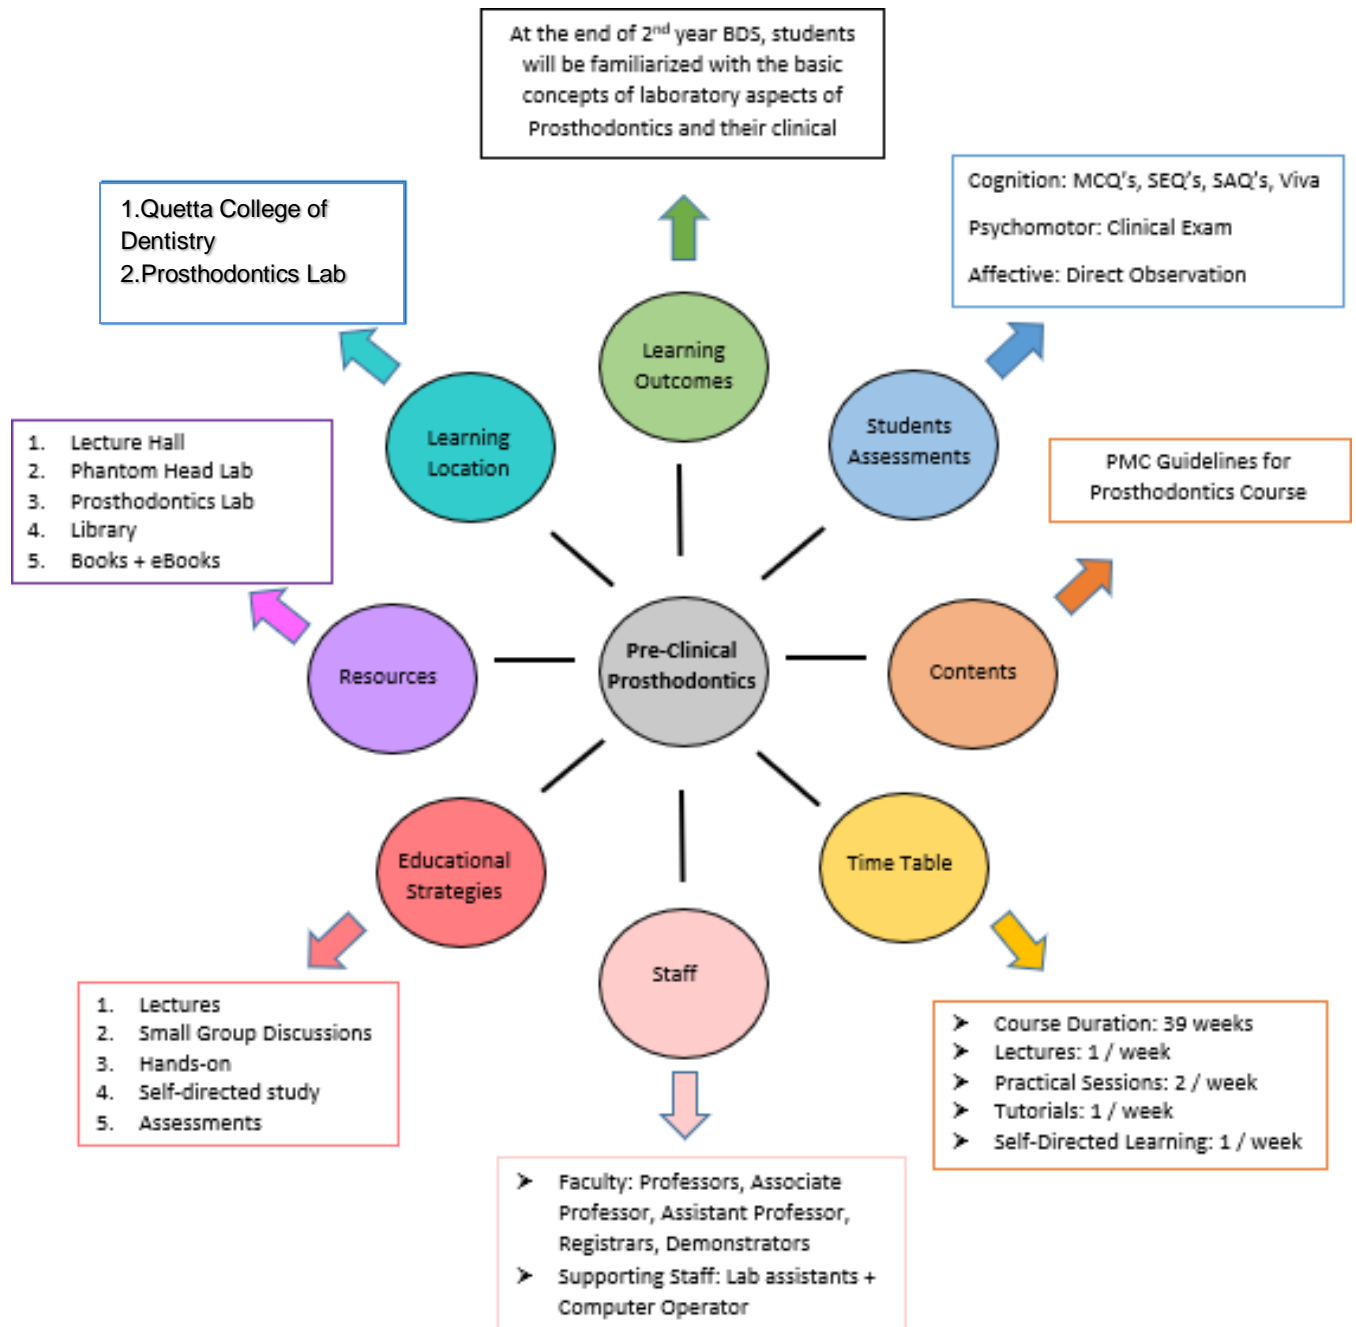 At the end of 2nd year BDS, students
will be familiarized with the basic
concepts of laboratory aspects of
Prosthodontics and their clinical
Cognition: MCQ's, SEQ's, SAQ's, Viva
Psychomotor: Clinical Exam
Affective: Direct Observation
1.Quetta College of
Dentistry
2.Prosthodontics Lab
Learning
Outcomes
Learning
Location
Students
Assessments
1. Lecture Hall
2. Phantom Head Lab
3. Prosthodontics Lab
4. Library
5. Books + eBooks
PMC Guidelines for
Prosthodontics Course
Resources
Pre-Clinical
Prosthodontics
Contents
Educational
Strategies
Time Table
Staff
1. Lectures
2. Small Group Discussions
3. Hands-on
4. Self-directed study
5. Assessments
➤ Course Duration: 39 weeks
➤ Lectures: 1 / week
➤ Practical Sessions: 2 / week
➤ Tutorials: 1 / week
➤ Self-Directed Learning: 1 / week
➤ Faculty: Professors, Associate
Professor, Assistant Professor,
Registrars, Demonstrators
➤ Supporting Staff: Lab assistants +
Computer Operator